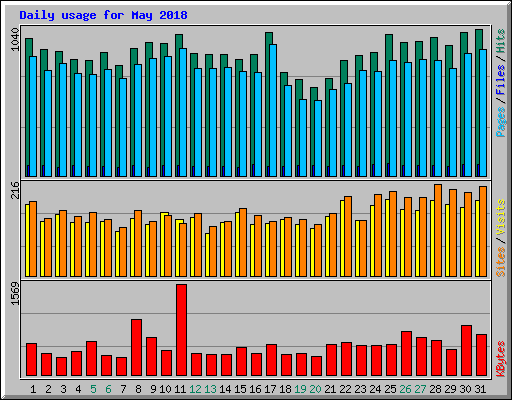 Daily usage for May 2018
1040
Pages / Files / Hits
216
Sites / Visits
1569
KBytes
1 2 3 4 5 6 7 8 9 10 11 12 13 14 15 16 17 18 19 20 21 22 23 24 25 26 27 28 29 30 31